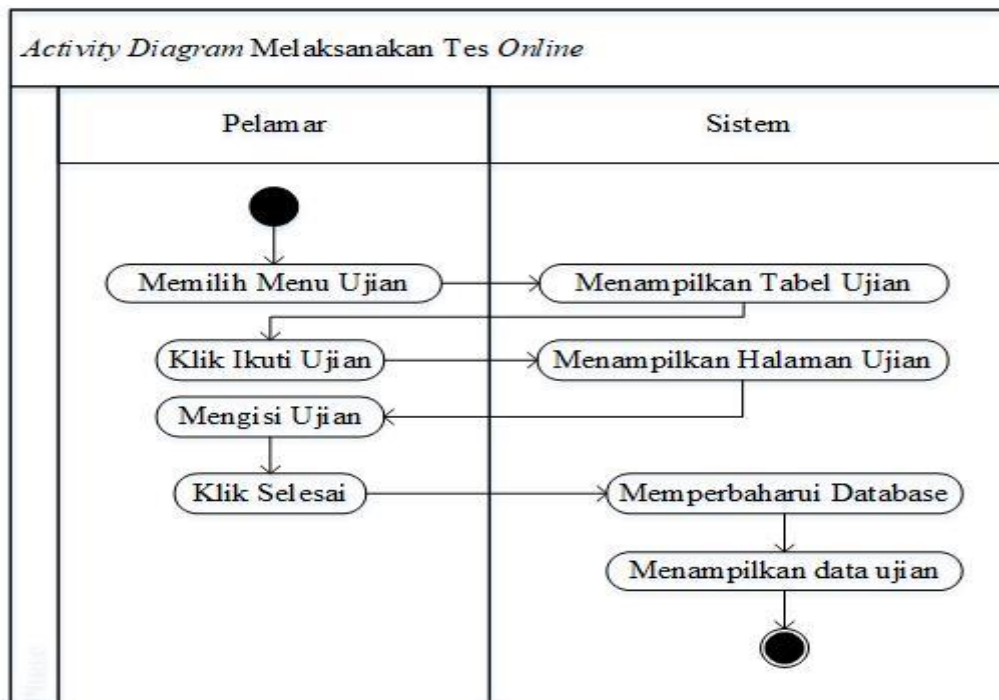 Activity Diagram Melaksanakan Tes Online
Pelamar
Sistem
Memilih Menu Ujian
Menampilkan Tabel Ujian
Klik Ikuti Ujian
Menampilkan Halaman Ujian
Mengisi Ujian
Klik Selesai
Memperbaharui Database
Menampilkan data ujian